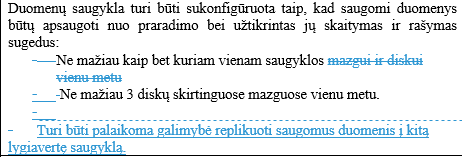 Duomenų saugykla turi būti sukonfigūruota taip, kad saugomi duomenys
būtų apsaugoti nuo praradimo bei užtikrintas jų skaitymas ir rašymas
sugedus:
- Ne mažiau kaip bet kuriam vienam saugyklos mazgui ir diskui
vienu metu
- -Ne mažiau 3 diskų skirtinguose mazguose vienu metu.
-
- Turi būti palaikoma galimybė replikuoti saugomus duomenis į kitą
lygiavertę saugyklą.